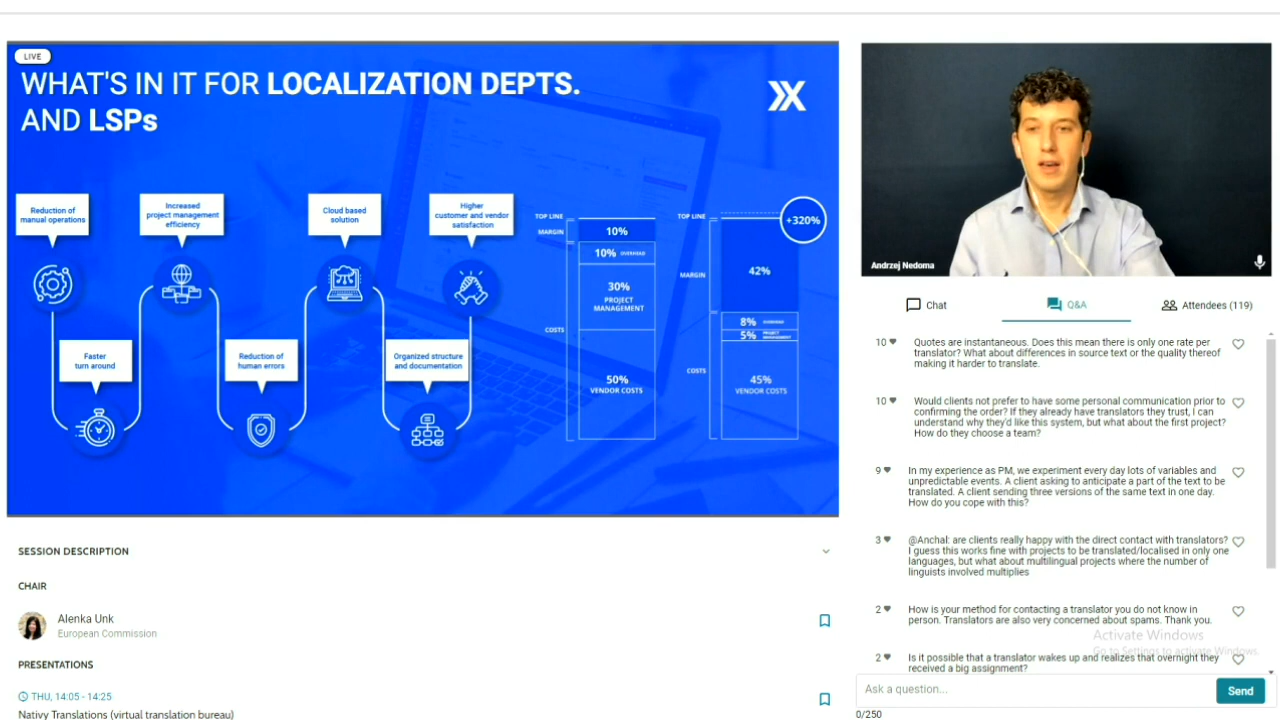 LIVE
WHAT'S IN IT FOR LOCALIZATION DEPTS.
AND LSPs
Reduction of
manual operations
Increased
project management
efficiency
Cloud based
solution
Higher
customer and vendor
satisfaction
Faster
turn around
Reduction of
human errors
Organized structure
and documentation
TOP LINE
MARGIN
COSTS
10%
10% OVERHEAD
30%
PROJECT
MANAGEMENT
50%
VENDOR COSTS
TOP LINE
MARGIN
COSTS
+320%
42%
8% OVERHEAD
5% PROJECT
MANAGEMENT
45%
VENDOR COSTS
Andrzej Nedoma
Chat
Q&A
Attendees (119)
10
Quotes are instantaneous. Does this mean there is only one rate per
translator? What about differences in source text or the quality thereof
making it harder to translate.
10
Would clients not prefer to have some personal communication prior to
confirming the order? If they already have translators they trust, I can
understand why they'd like this system, but what about the first project?
How do they choose a team?
9
In my experience as PM, we experiment every day lots of variables and
unpredictable events. A client asking to anticipate a part of the text to be
translated. A client sending three versions of the same text in one day.
How do you cope with this?
3
@Anchal: are clients really happy with the direct contact with translators?
I guess this works fine with projects to be translated/localised in only one
languages, but what about multilingual projects where the number of
linguists involved multiplies
2
How is your method for contacting a translator you do not know in
person. Translators are also very concerned about spams. Thank you.
2
Is it possible that a translator wakes up and realizes that overnight they
received a big assignment?
Activate Windows
Go to Settings to activate Windows.
Ask a question...
Send
0/250
SESSION DESCRIPTION
CHAIR
Alenka Unk
European Commission
PRESENTATIONS
THU, 14:05 - 14:25
Nativy Translations (virtual translation bureau)